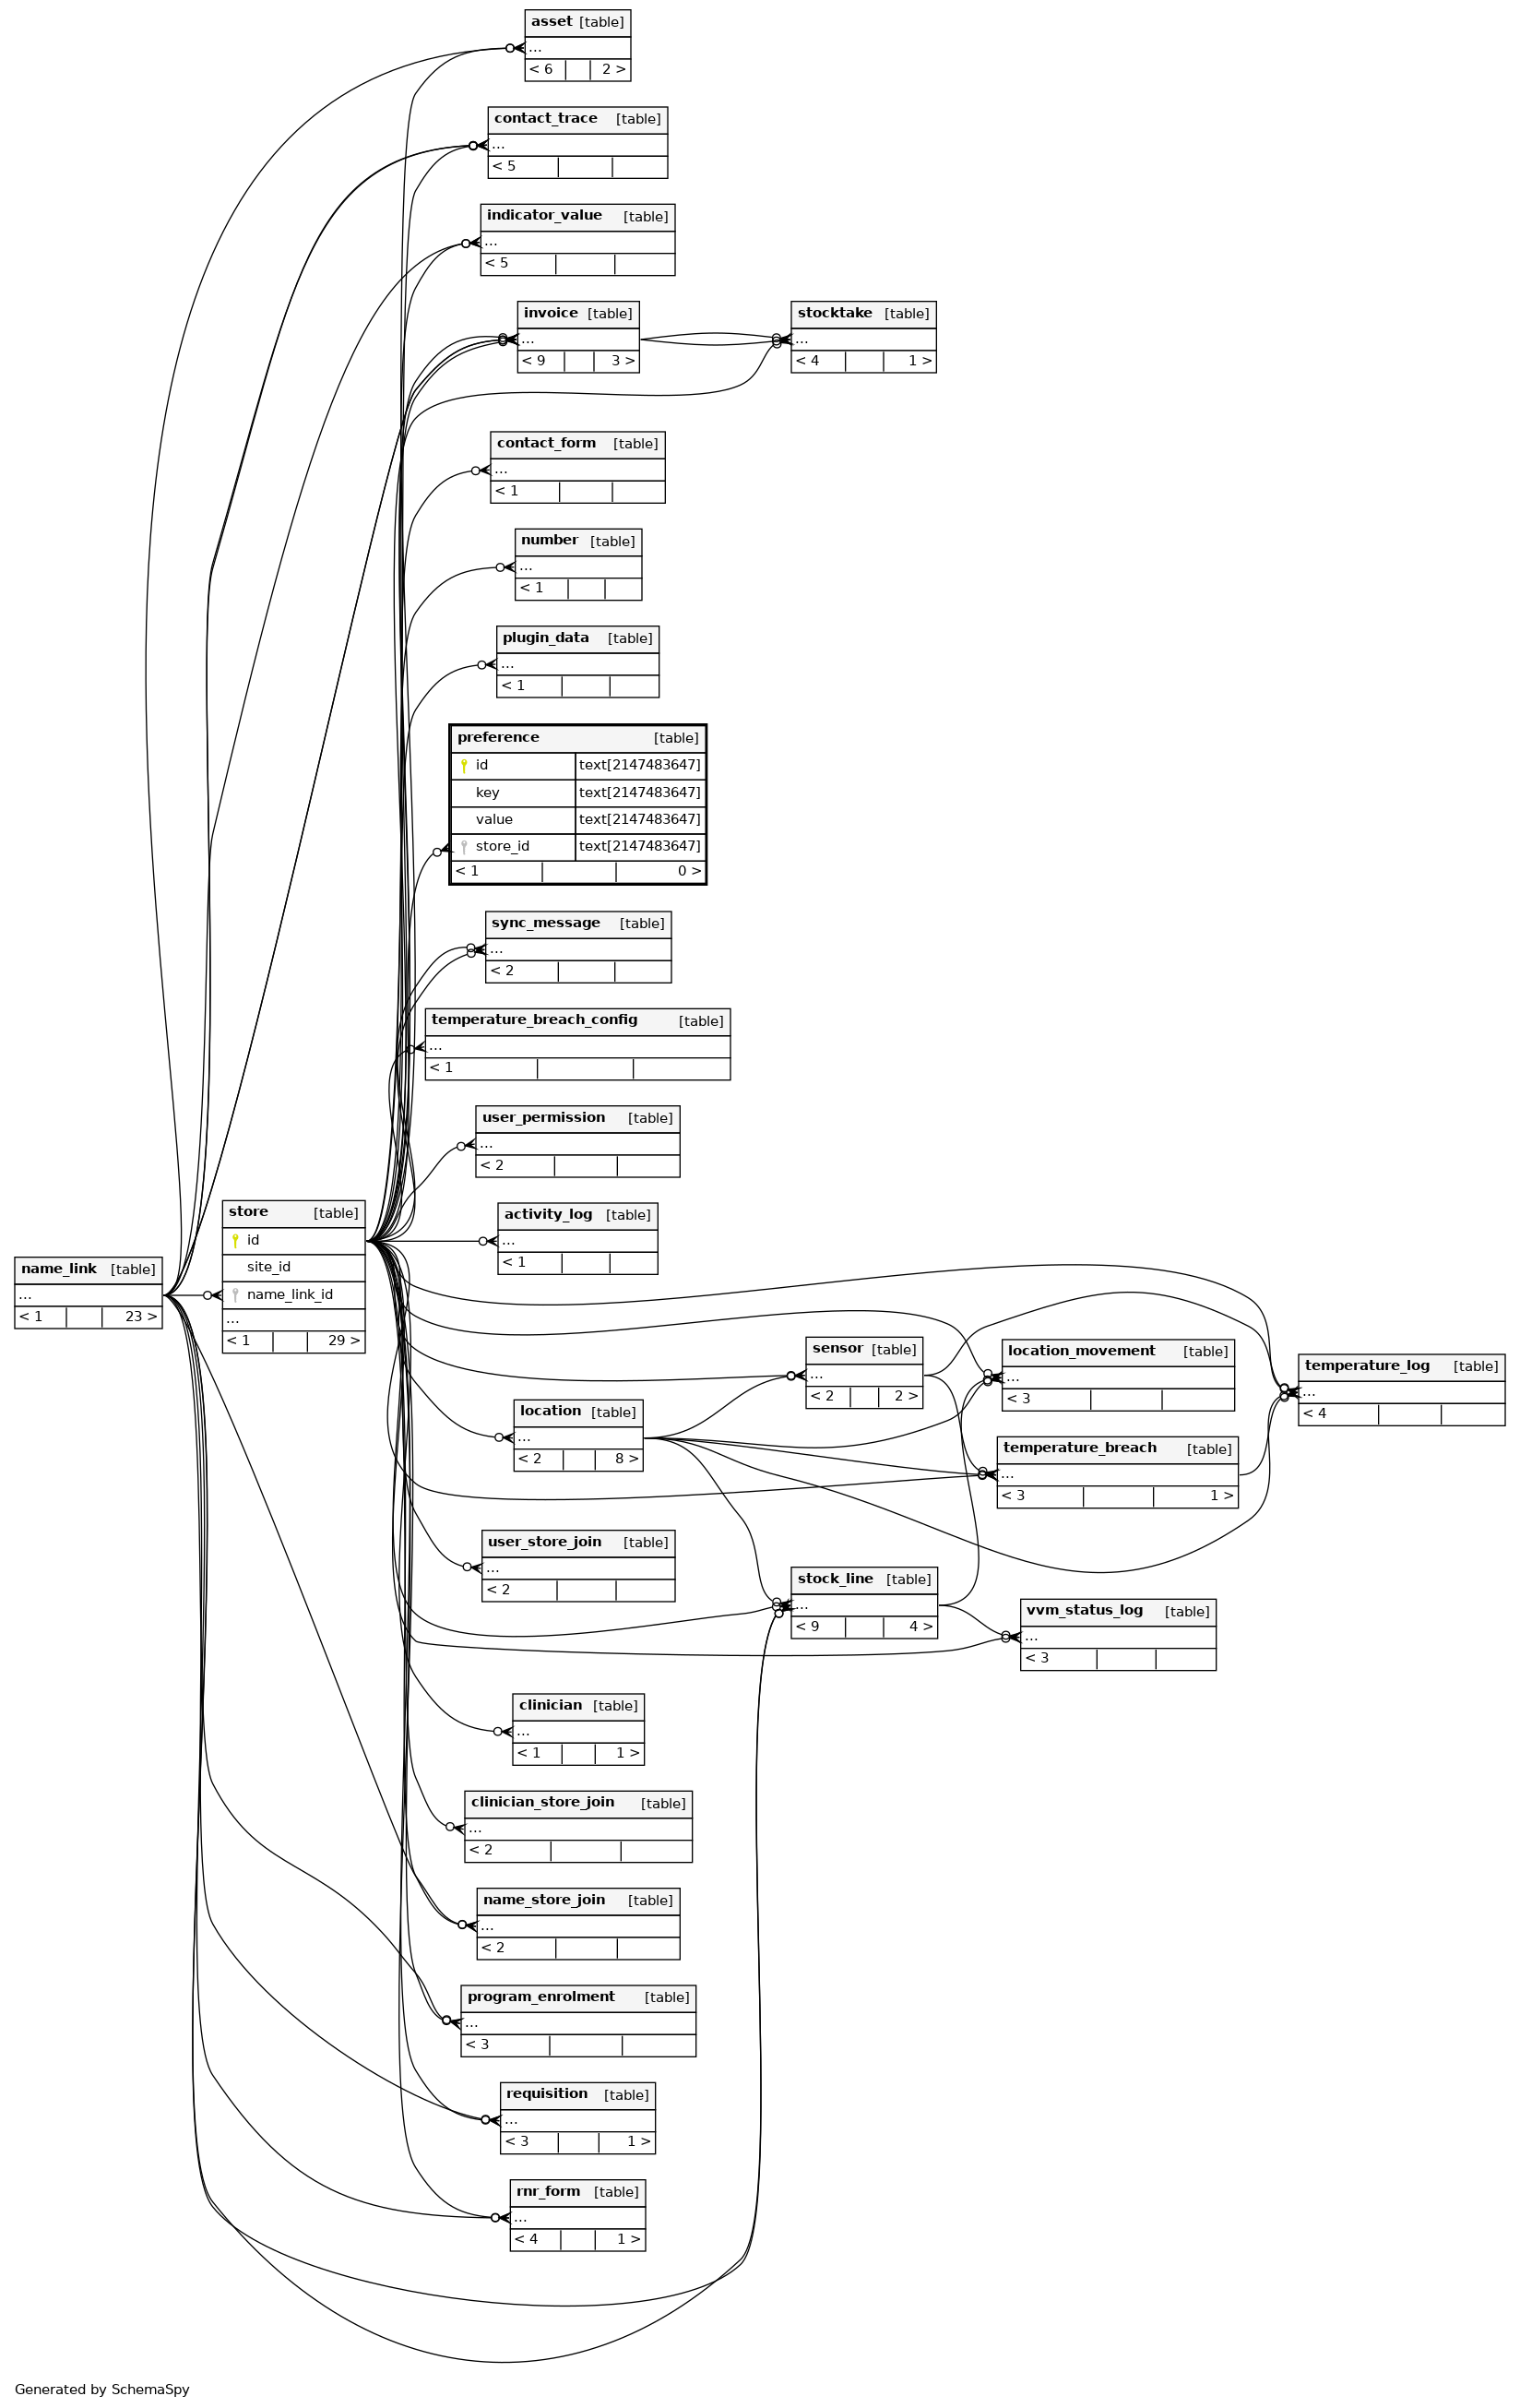 asset [table]
...
< 6 2 >
contact_trace [table]
...
< 5
indicator_value [table]
...
< 5
invoice [table]
...
< 9 3 >
stocktake [table]
...
< 4 1 >
contact_form [table]
...
< 1
number [table]
...
< 1
plugin_data [table]
...
< 1
preference [table]
id text[2147483647]
key text[2147483647]
value text[2147483647]
store_id text[2147483647]
< 1 0 >
sync_message [table]
...
< 2
temperature_breach_config [table]
...
< 1
user_permission [table]
...
< 2
store [table]
id
site_id
name_link_id
...
< 1 29 >
activity_log [table]
...
< 1
name_link [table]
...
< 1 23 >
sensor [table]
...
< 2 2 >
location_movement [table]
...
< 3
temperature_log [table]
...
< 4
location [table]
...
< 2 8 >
temperature_breach [table]
...
< 3 1 >
user_store_join [table]
...
< 2
stock_line [table]
...
< 9 4 >
vvm_status_log [table]
...
< 3
clinician [table]
...
< 1 1 >
clinician_store_join [table]
...
< 2
name_store_join [table]
...
< 2
program_enrolment [table]
...
< 3
requisition [table]
...
< 3 1 >
rnr_form [table]
...
< 4 1 >
Generated by SchemaSpy